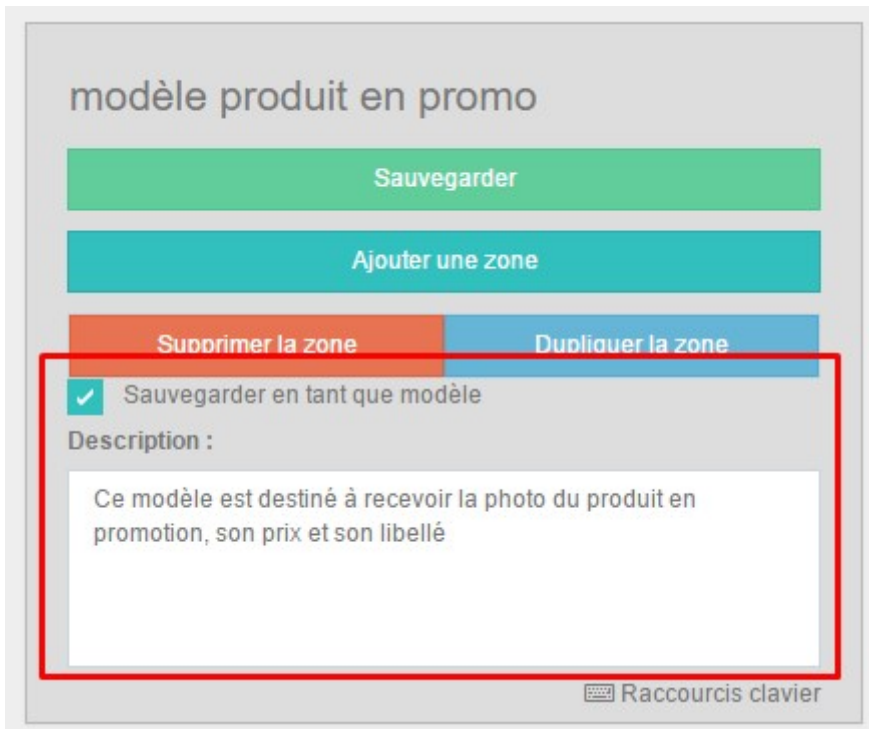 modèle produit en promo
Sauvegarder
Ajouter une zone
Supprimer la zone
Dupliquer la zone
Sauvegarder en tant que modèle
Description :
Ce modèle est destiné à recevoir la photo du produit en
promotion, son prix et son libellé
Raccourcis clavier